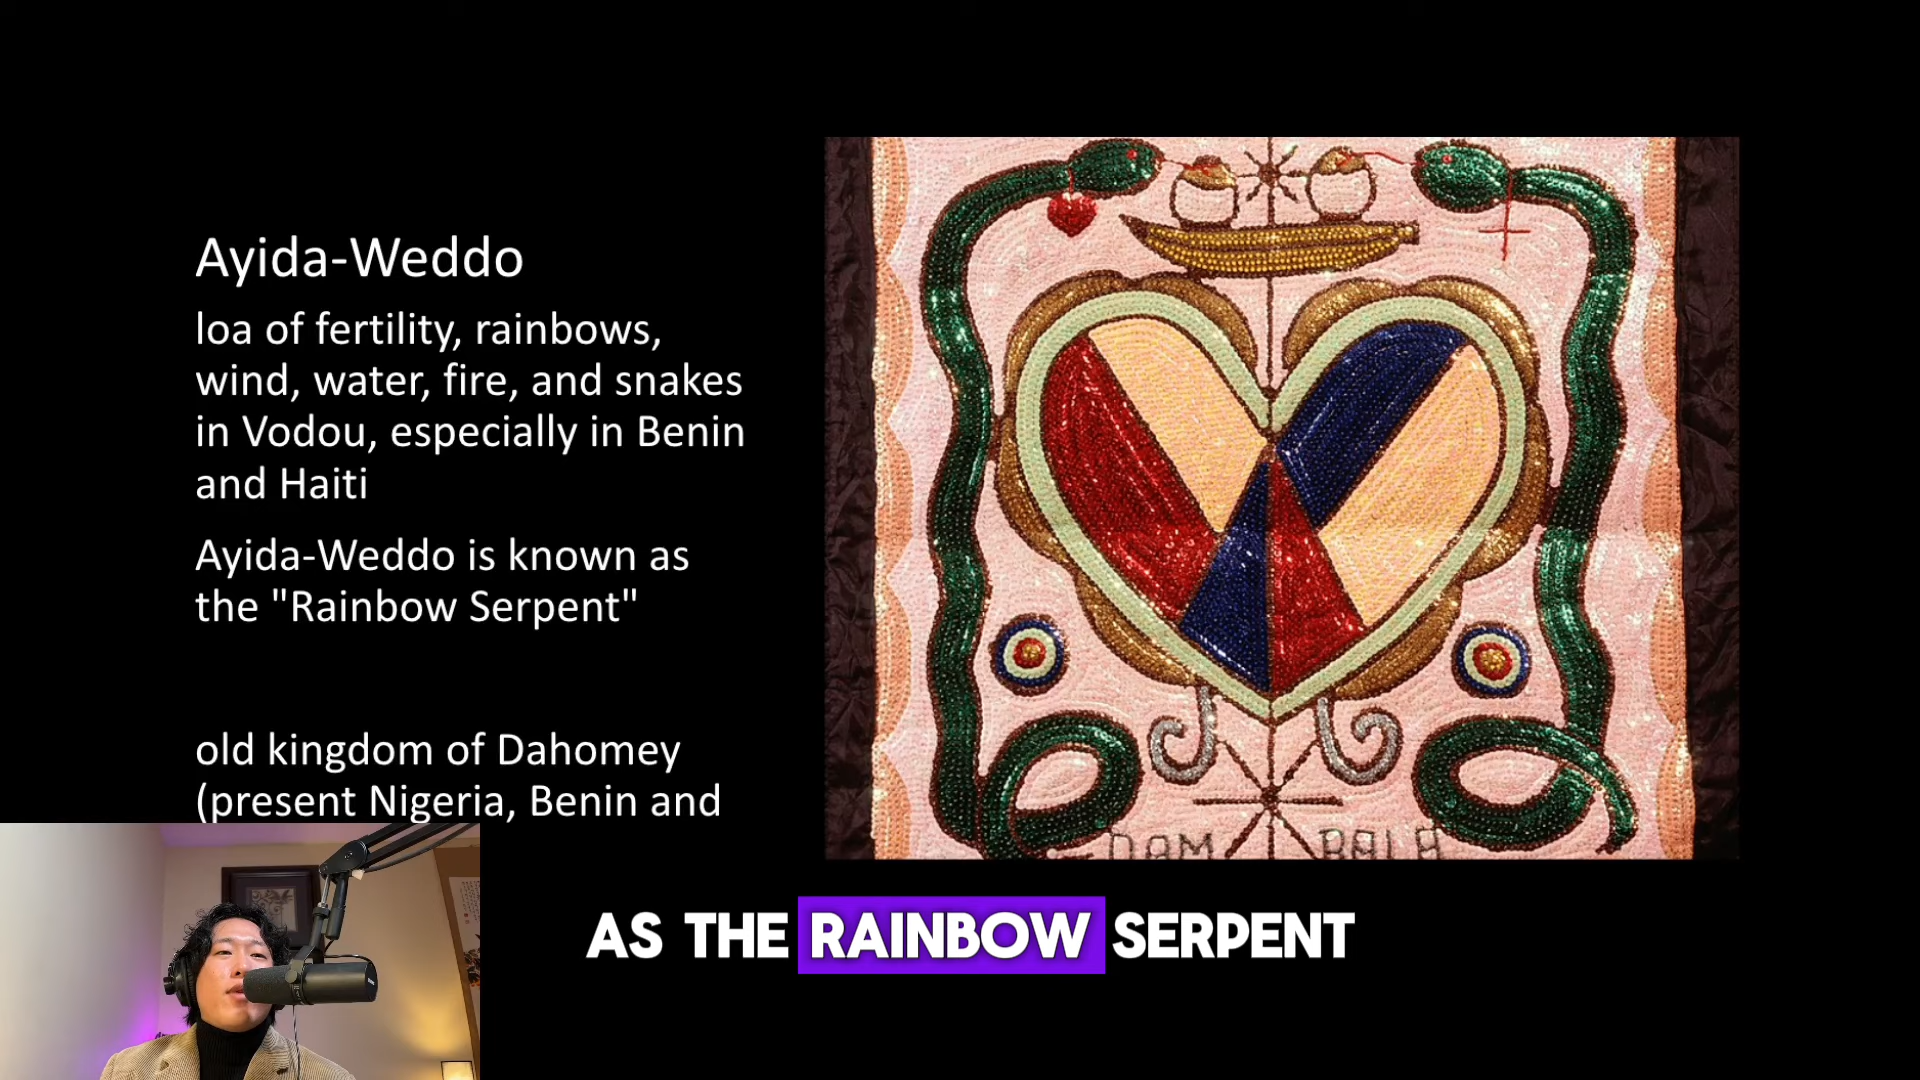 Ayida-Weddo
loa of fertility, rainbows,
wind, water, fire, and snakes
in Vodou, especially in Benin
and Haiti
Ayida-Weddo is known as
the "Rainbow Serpent"
old kingdom of Dahomey
(present Nigeria, Benin and
DAM BALA
AS THE RAINBOW SERPENT